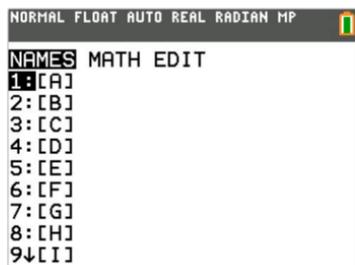 NORMAL FLOAT AUTO REAL RADIAN MP
NAMES MATH EDIT
1:[A]
2:[B]
3:[C]
4:[D]
5:[E]
6:[F]
7:[G]
8:[H]
9↓[I]